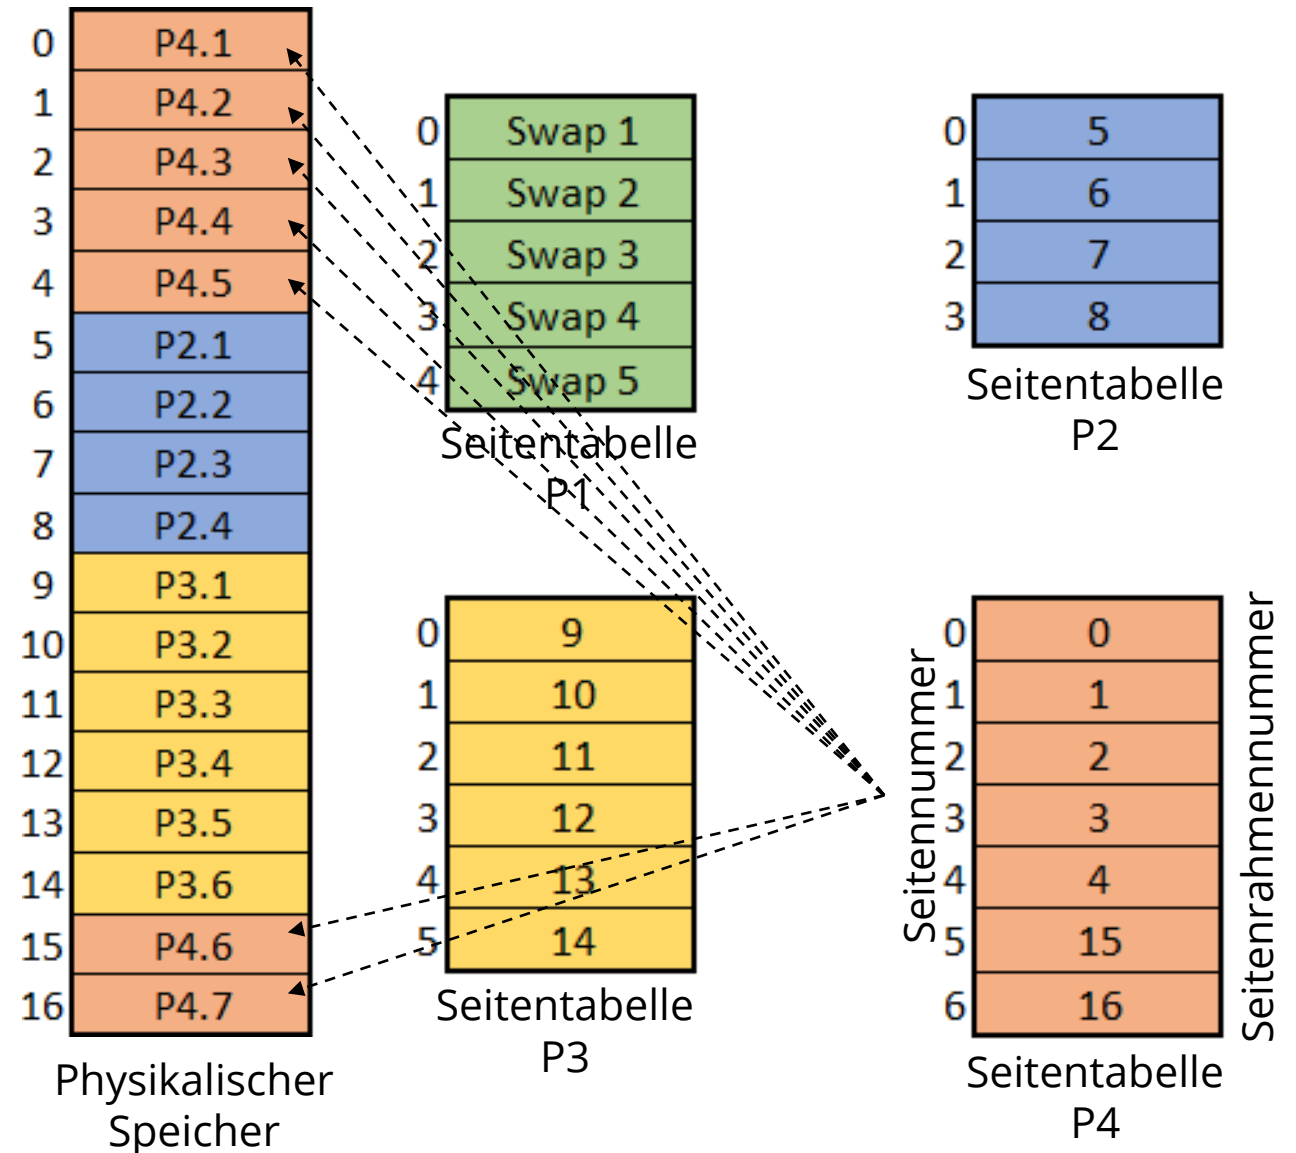 0 P4.1
1 P4.2
2 P4.3
3 P4.4
4 P4.5
5 P2.1
6 P2.2
7 P2.3
8 P2.4
9 P3.1
10 P3.2
11 P3.3
12 P3.4
13 P3.5
14 P3.6
15 P4.6
16 P4.7
Physikalischer
Speicher
0 Swap 1
1 Swap 2
2 Swap 3
3 Swap 4
4 Swap 5
Seitentabelle
P1
0 5
1 6
2 7
3 8
Seitentabelle
P2
0 9
1 10
2 11
3 12
4 13
5 14
Seitentabelle
P3
Seitennummer
0 0
1 1
2 2
3 3
4 4
5 15
6 16
Seitenrahmennummer
Seitentabelle
P4